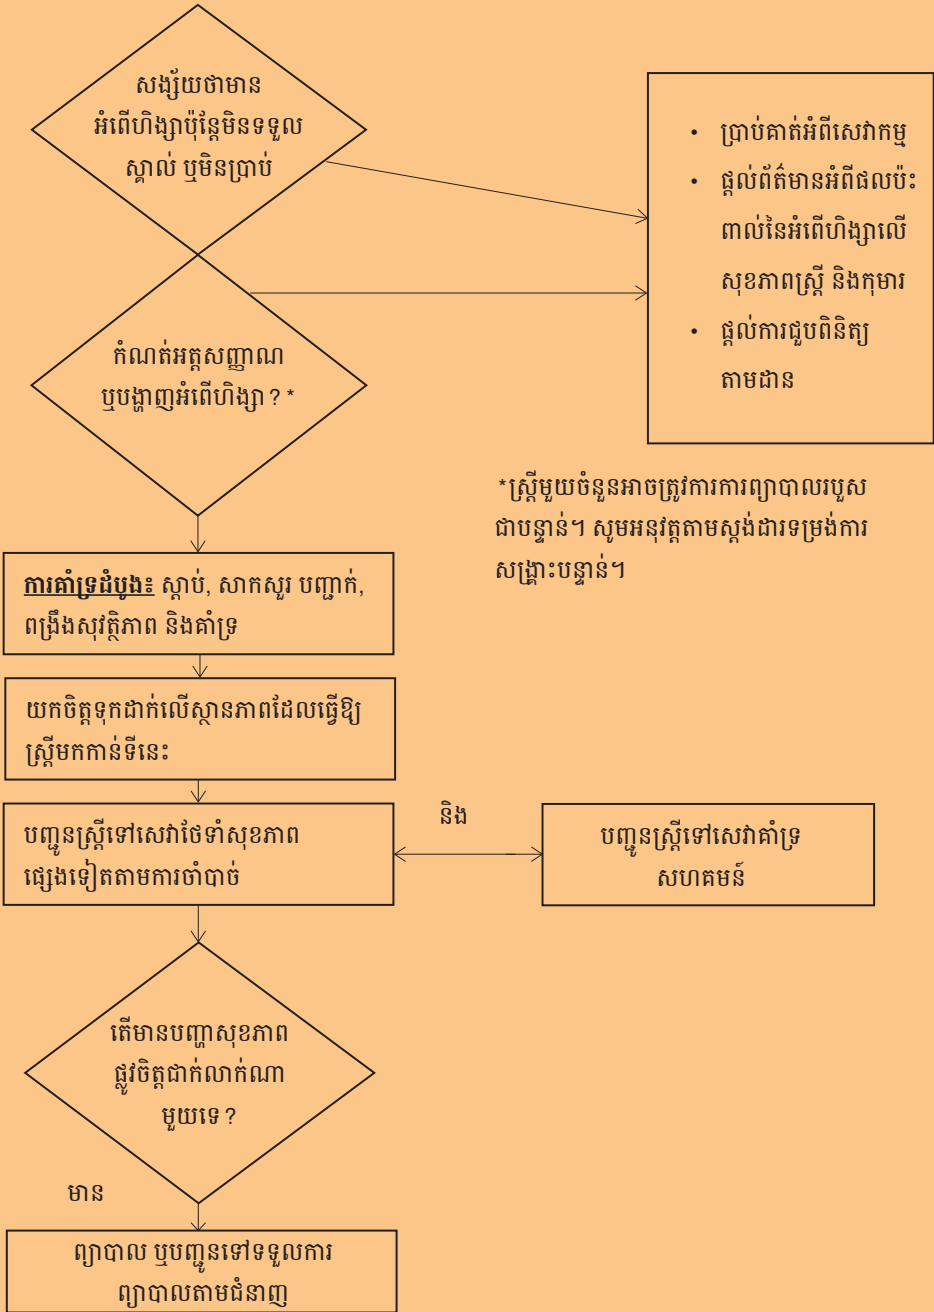 សង្ស័យថាមាន
អំពើហិង្សាប៉ុន្តែមិនទទួល
ស្គាល់ ឬមិនប្រាប់
• ប្រាប់គាត់អំពីសេវាកម្ម
• ផ្តល់ព័ត៌មានអំពីផលប៉ះ
ពាល់នៃអំពើហិង្សាលើ
សុខភាពស្ត្រី និងកុមារ
• ផ្តល់ការជួបពិនិត្យ
តាមដាន
កំណត់អត្តសញ្ញាណ
ឬបង្ហាញអំពើហិង្សា? *
*ស្ត្រីមួយចំនួនអាចត្រូវការការព្យាបាលរបួស
ជាបន្ទាន់។ សូមអនុវត្តតាមស្តង់ដារទម្រង់ការ
សង្គ្រោះបន្ទាន់។
ការគាំទ្រដំបូង៖ ស្តាប់, សាកសួរ បញ្ជាក់,
ពង្រឹងសុវត្ថិភាព និងគាំទ្រ
យកចិត្តទុកដាក់លើស្ថានភាពដែលធ្វើឱ្យ
ស្ត្រីមកកាន់ទីនេះ
បញ្ជូនស្ត្រីទៅសេវាថែទាំសុខភាព
ផ្សេងទៀតតាមការចាំបាច់
និង
បញ្ជូនស្ត្រីទៅសេវាគាំទ្រ
សហគមន៍
តើមានបញ្ហាសុខភាព
ផ្លូវចិត្តជាក់លាក់ណា
មួយទេ?
មាន
ព្យាបាល ឬបញ្ជូនទៅទទួលការ
ព្យាបាលតាមជំនាញ